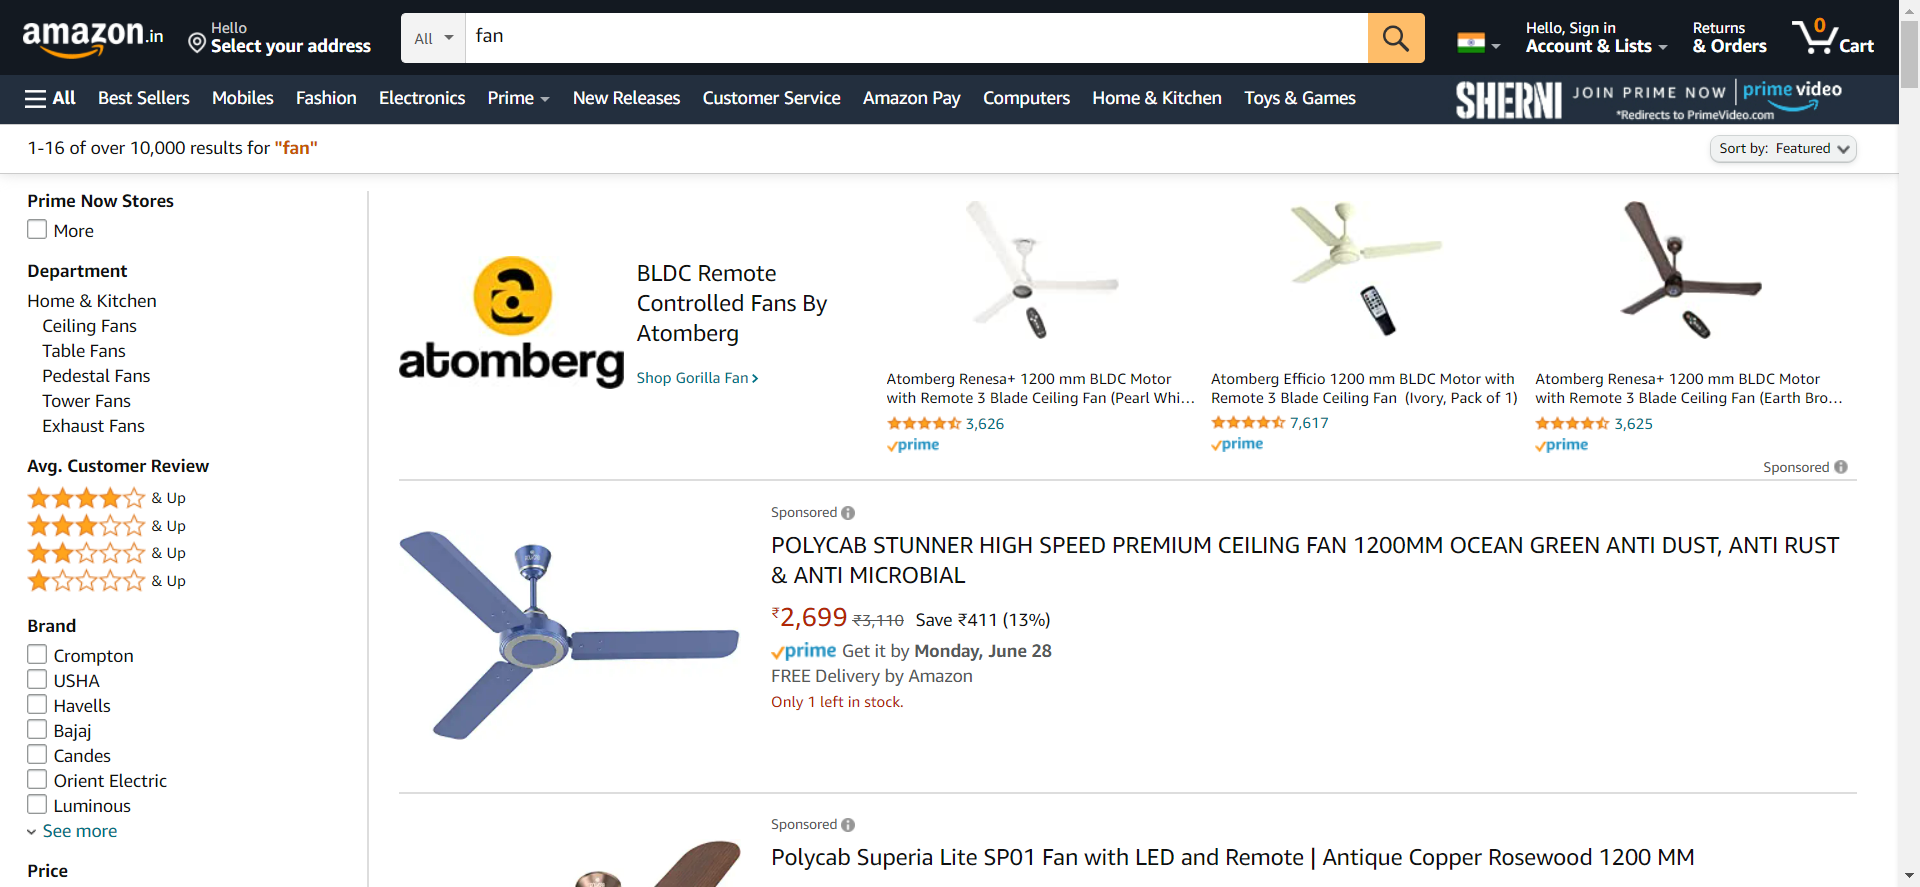 amazon.in
Hello
Select your address
All
fan
Hello, Sign in
Account & Lists
Returns
& Orders
0
Cart
All
Best Sellers
Mobiles
Fashion
Electronics
Prime
New Releases
Customer Service
Amazon Pay
Computers
Home & Kitchen
Toys & Games
SHERNI
JOIN PRIME NOW
prime video
*Redirects to PrimeVideo.com
1-16 of over 10,000 results for "fan"
Sort by: Featured
Prime Now Stores
More
Department
Home & Kitchen
Ceiling Fans
Table Fans
Pedestal Fans
Tower Fans
Exhaust Fans
Avg. Customer Review
& Up
& Up
& Up
& Up
Brand
Crompton
USHA
Havells
Bajaj
Candes
Orient Electric
Luminous
See more
Price
atomberg
BLDC Remote
Controlled Fans By
Atomberg
Shop Gorilla Fan
Atomberg Renesa+ 1200 mm BLDC Motor
with Remote 3 Blade Ceiling Fan (Pearl Whi...
3,626
prime
Atomberg Efficio 1200 mm BLDC Motor with
Remote 3 Blade Ceiling Fan (Ivory, Pack of 1)
7,617
prime
Atomberg Renesa+ 1200 mm BLDC Motor
with Remote 3 Blade Ceiling Fan (Earth Bro...
3,625
prime
Sponsored
Sponsored
POLYCAB STUNNER HIGH SPEED PREMIUM CEILING FAN 1200MM OCEAN GREEN ANTI DUST, ANTI RUST
& ANTI MICROBIAL
₹2,699 ₹3,110 Save ₹411 (13%)
prime Get it by Monday, June 28
FREE Delivery by Amazon
Only 1 left in stock.
Sponsored
Polycab Superia Lite SP01 Fan with LED and Remote | Antique Copper Rosewood 1200 MM